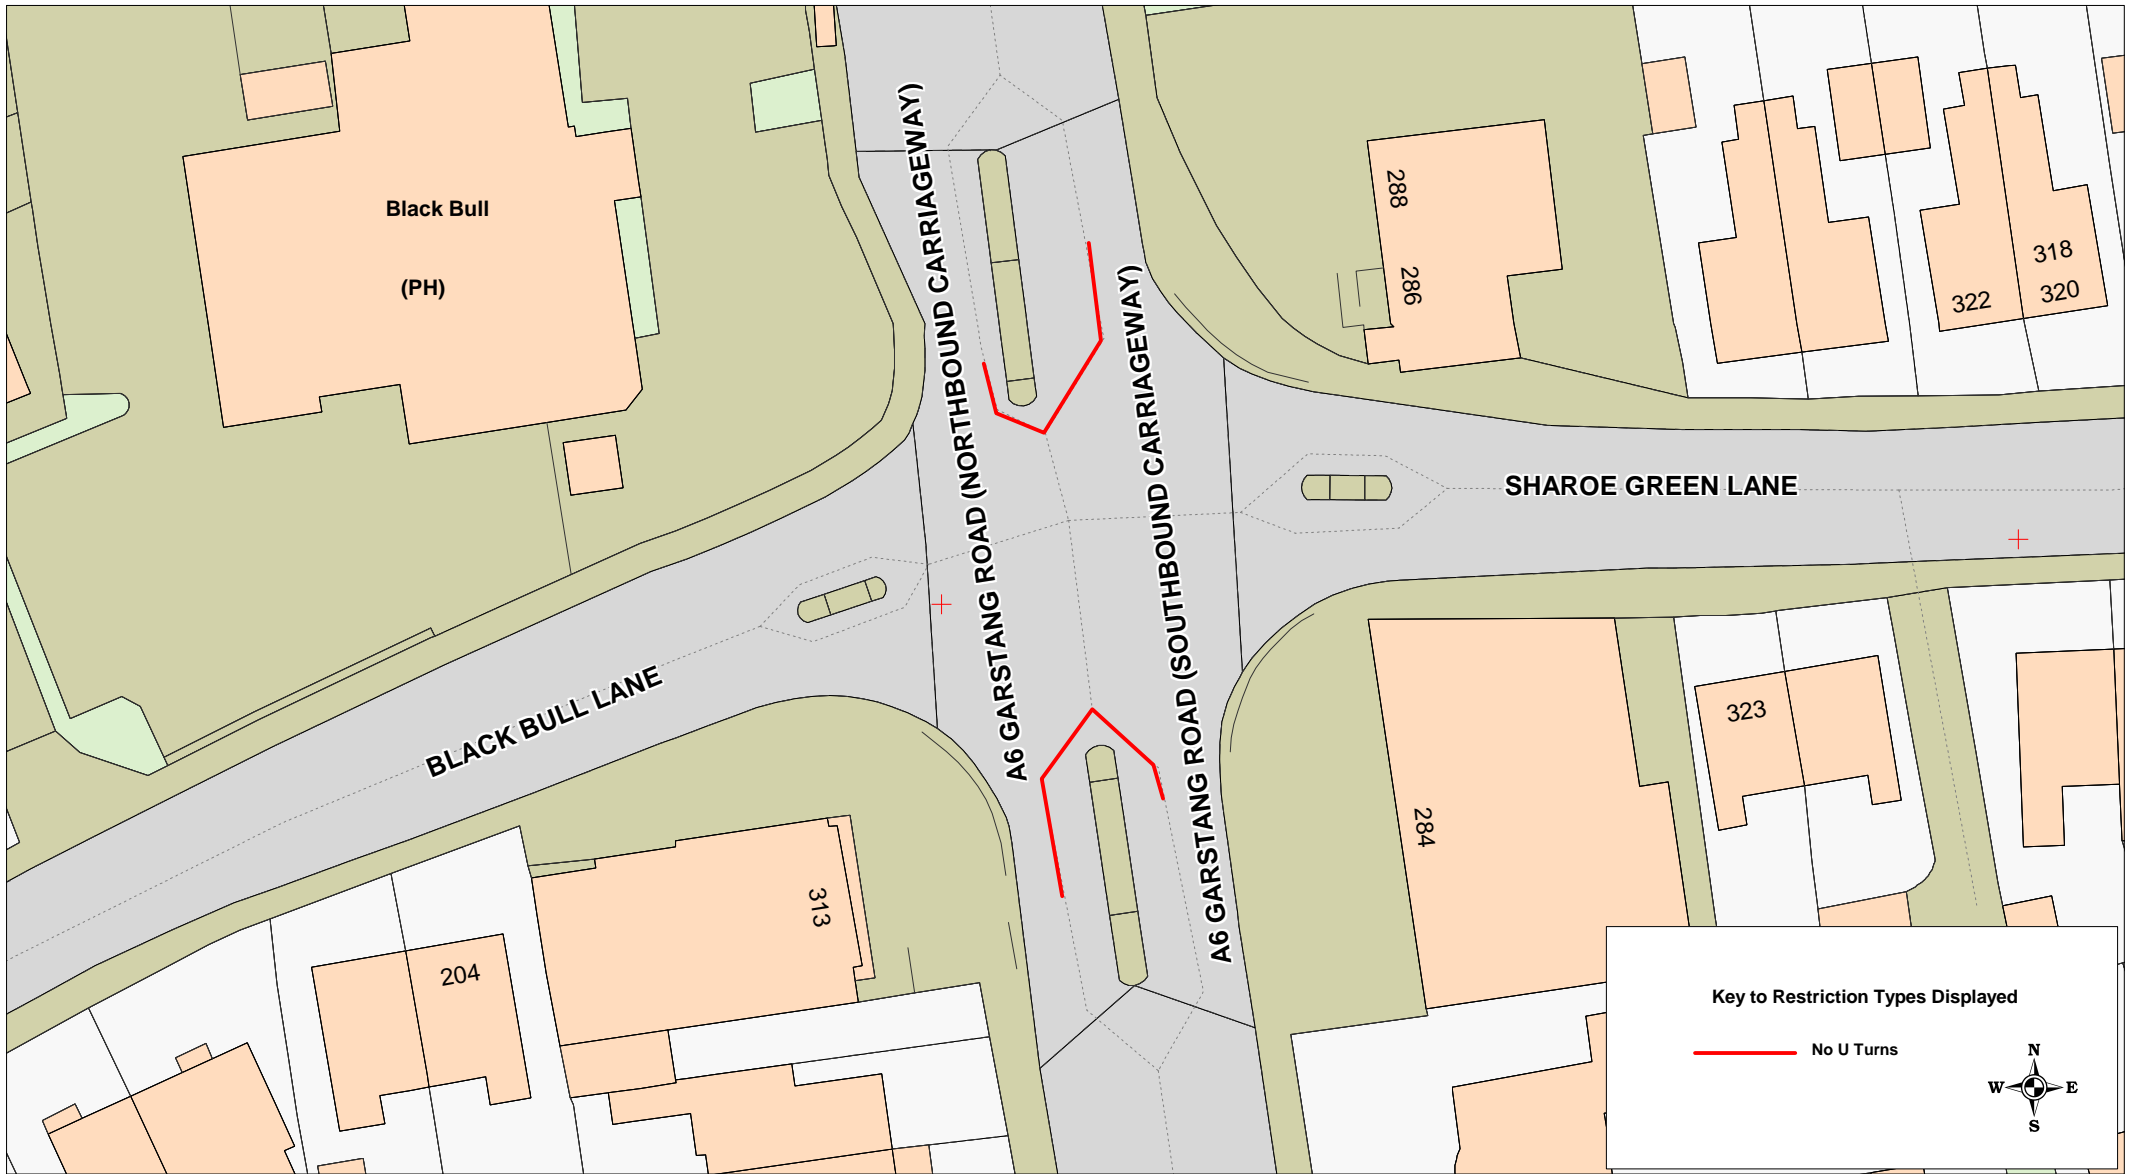 Black Bull
(PH)
A6 GARSTANG ROAD (NORTHBOUND CARRIAGEWAY)
A6 GARSTANG ROAD (SOUTHBOUND CARRIAGEWAY)
288
286
318
322
320
SHAROE GREEN LANE
BLACK BULL LANE
323
284
313
204
Key to Restriction Types Displayed
No U Turns
N
W
E
S